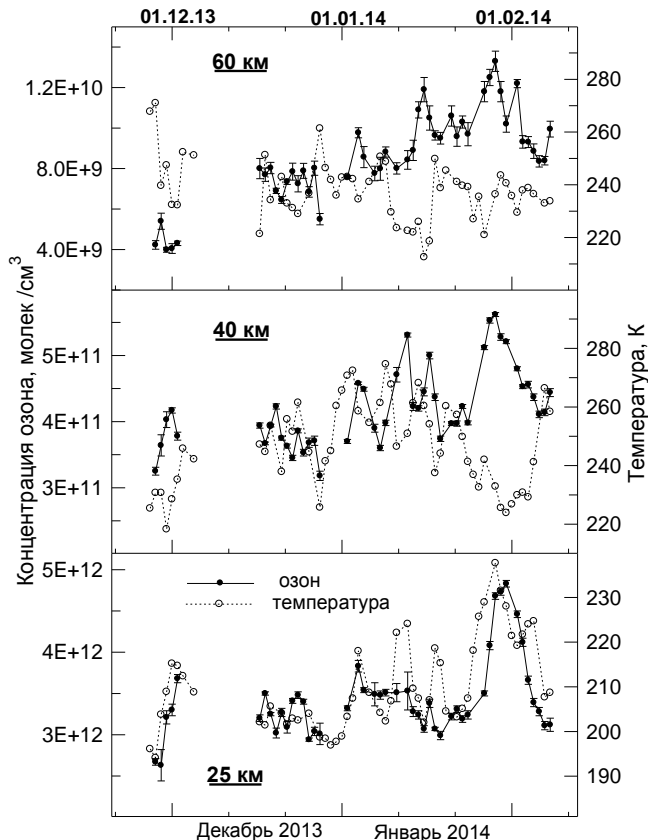 01.12.13 01.01.14 01.02.14
60 км
1.2E+10
8.0E+9
4.0E+9
280
260
240
220
40 км
5E+11
4E+11
3E+11
280
260
240
220
Концентрация озона, молек /см³
Температура, К
озон
температура
5E+12
4E+12
3E+12
230
220
210
200
190
25 км
Декабрь 2013 Январь 2014